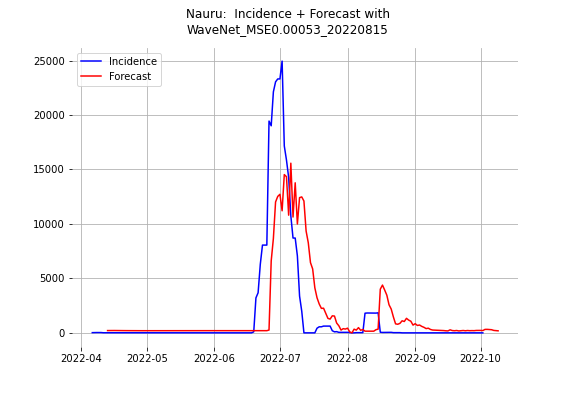 Nauru:  Incidence + Forecast with
WaveNet_MSE0.00053_20220815
Incidence
Forecast
25000
20000
15000
10000
5000
0
2022-04 2022-05 2022-06 2022-07 2022-08 2022-09 2022-10